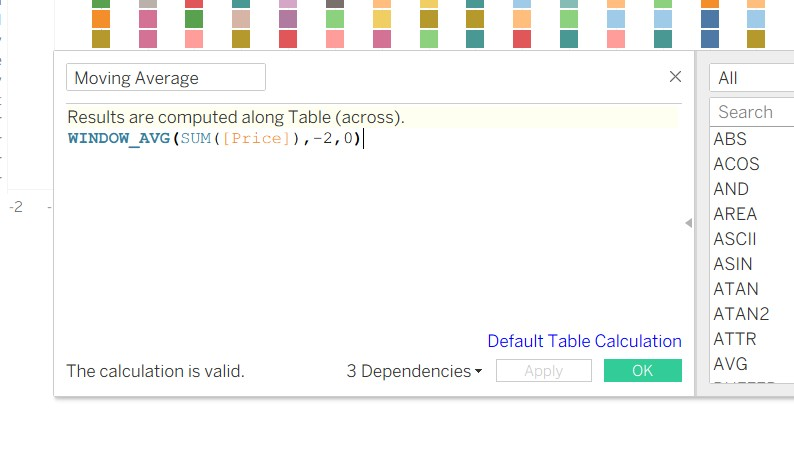 Moving Average
All
Results are computed along Table (across).
WINDOW_AVG(SUM([Price]),-2,0)
Search
ABS
ACOS
AND
AREA
ASCII
ASIN
ATAN
ATAN2
ATTR
AVG
-2
Default Table Calculation
The calculation is valid.
3 Dependencies
Apply
OK